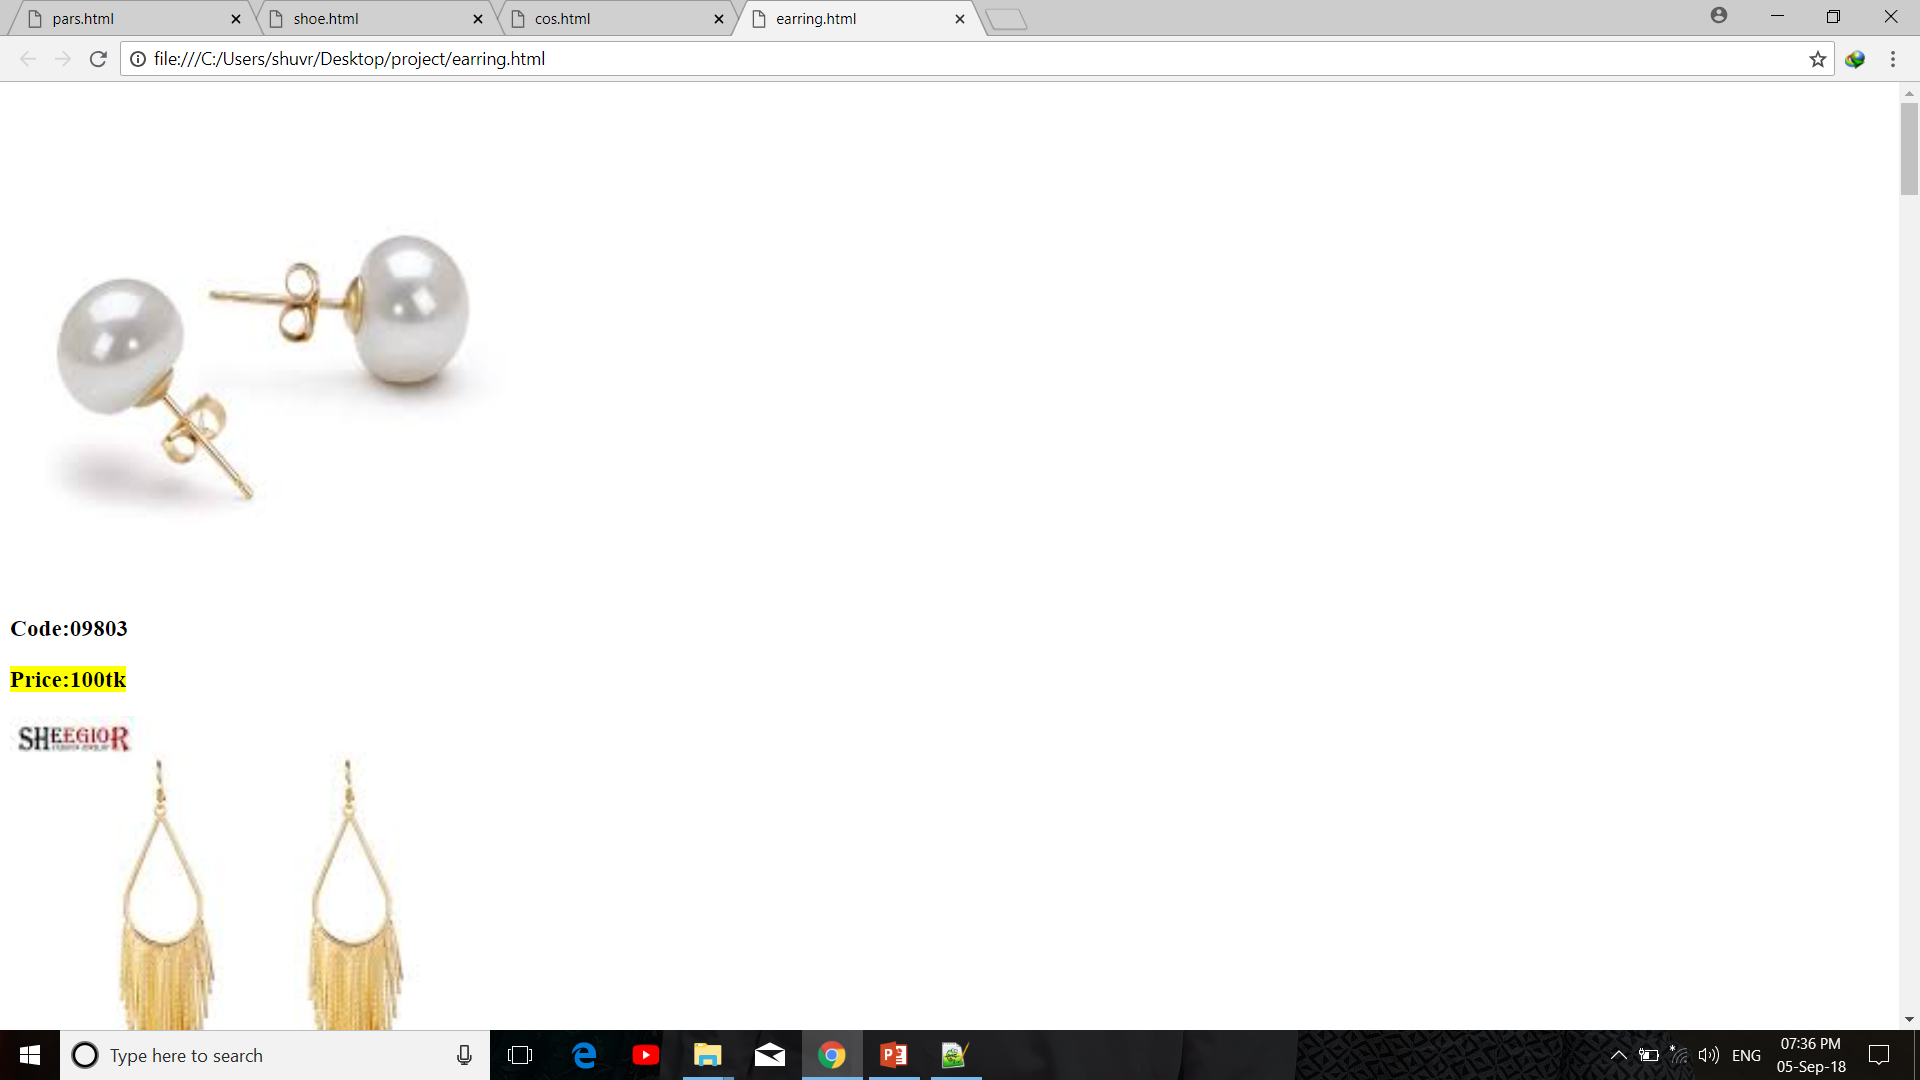 pars.html
shoe.html
cos.html
earring.html
file:///C:/Users/shuvr/Desktop/project/earring.html
Code:09803
Price:100tk
SHEEGIOR
Type here to search
ENG
07:36 PM
05-Sep-18